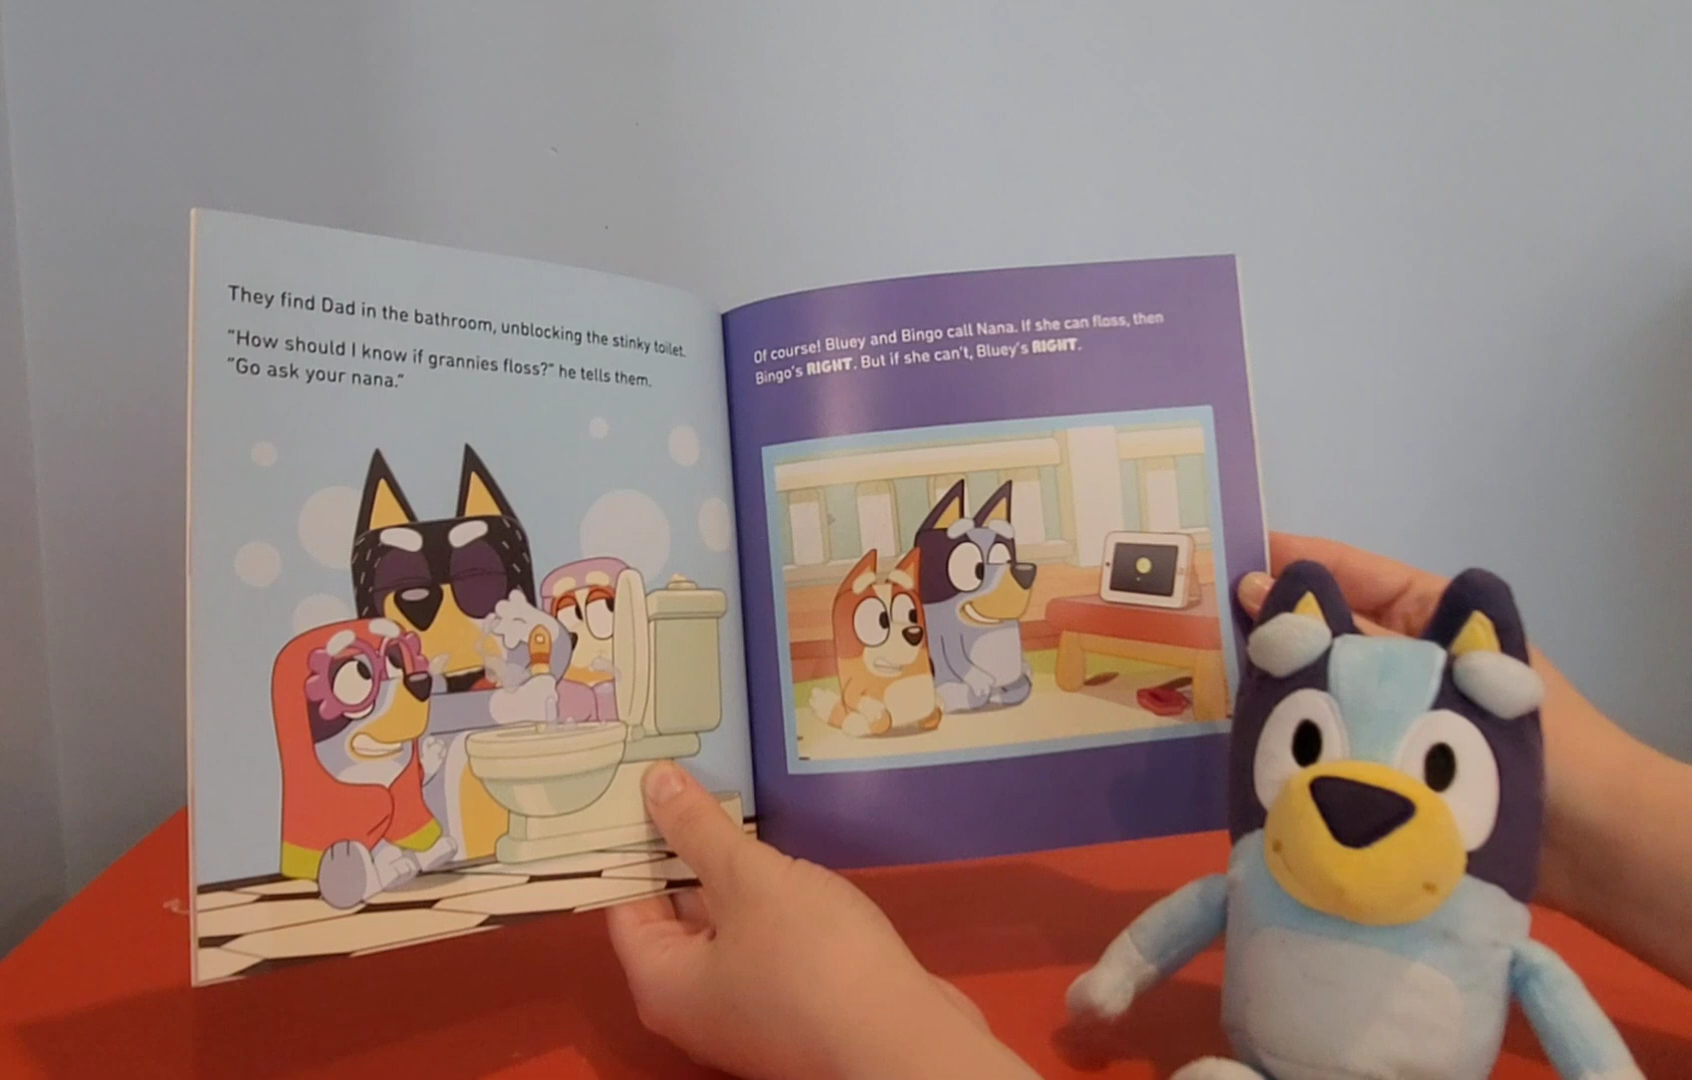 They find Dad in the bathroom, unblocking the stinky toilet.
"How should I know if grannies floss?" he tells them.
"Go ask your nana."
Of course! Bluey and Bingo call Nana. If she can floss, then
Bingo's RIGHT. But if she can't, Bluey's RIGHT.